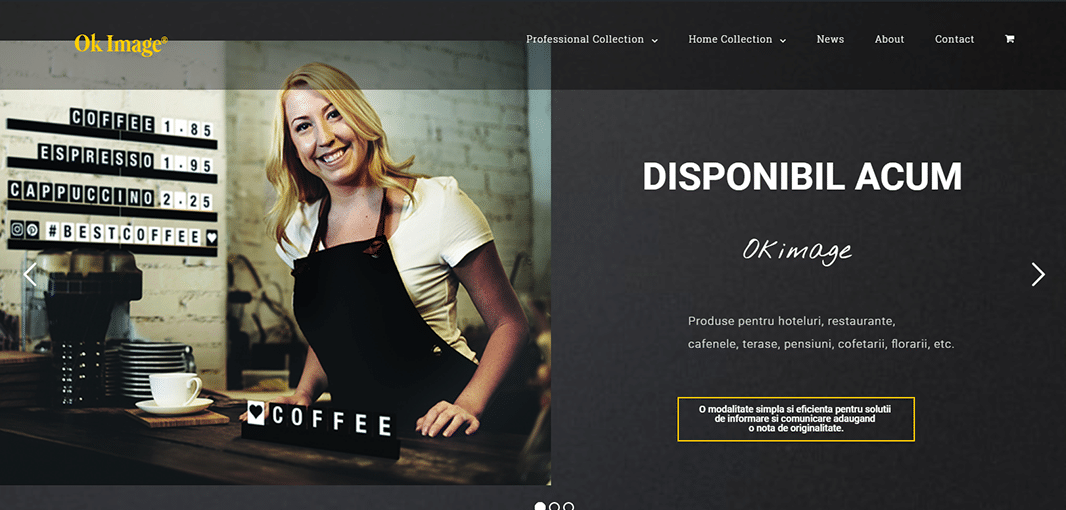 Ok Image®
Professional Collection
Home Collection
News
About
Contact
COFFEE 1.85
ESPRESSO 1.95
CAPPUCCINO 2.25
#BEST.COFFEE
COFFEE
DISPONIBIL ACUM
OKimage
Produse pentru hoteluri, restaurante,
cafenele, terase, pensiuni, cofetarii, florarii, etc.
O modalitate simpla si eficienta pentru solutii
de informare si comunicare adaugand
o nota de originalitate.